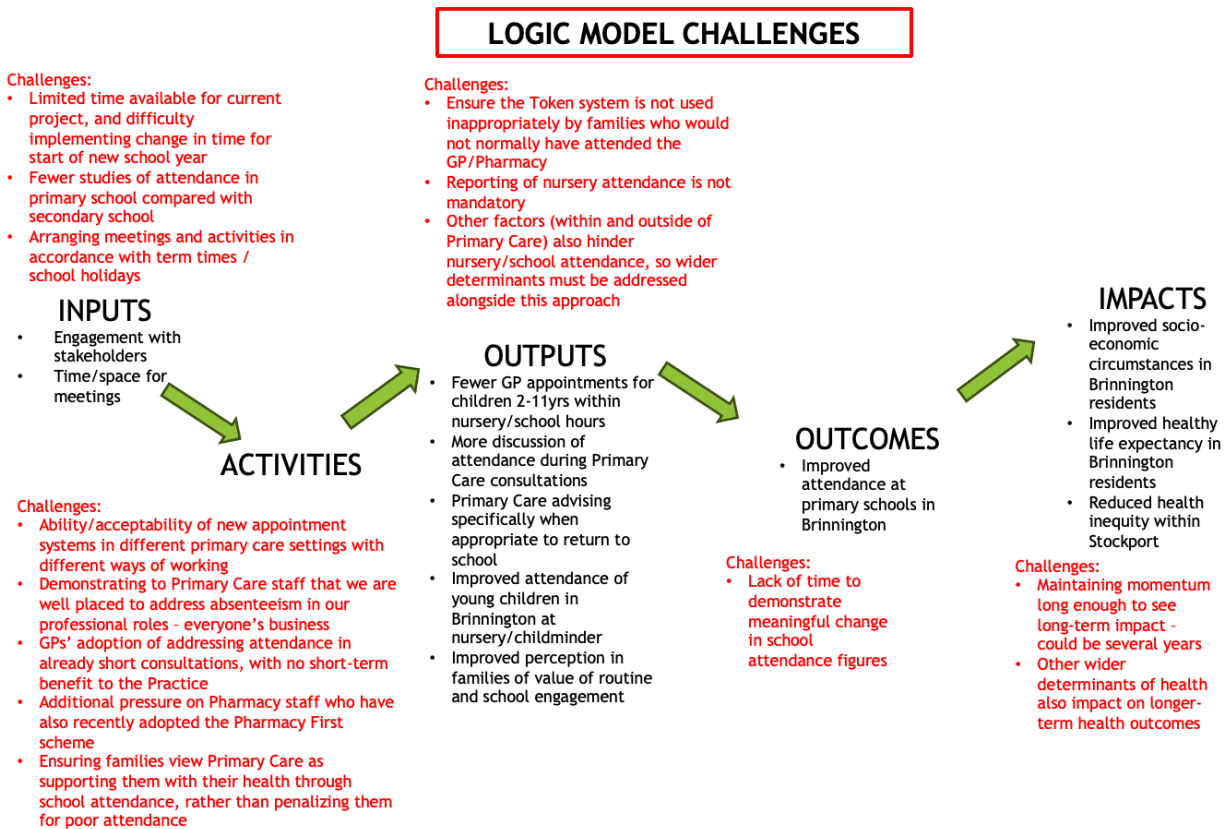 LOGIC MODEL CHALLENGES
Challenges:
• Limited time available for current
project, and difficulty
implementing change in time for
start of new school year
• Fewer studies of attendance in
primary school compared with
secondary school
• Arranging meetings and activities in
accordance with term times /
school holidays
INPUTS
• Engagement with
stakeholders
• Time/space for
meetings
ACTIVITIES
Challenges:
• Ability/acceptability of new appointment
systems in different primary care settings with
different ways of working
• Demonstrating to Primary Care staff that we are
well placed to address absenteeism in our
professional roles – everyone’s business
• GPs’ adoption of addressing attendance in
already short consultations, with no short-term
benefit to the Practice
• Additional pressure on Pharmacy staff who have
also recently adopted the Pharmacy First
scheme
• Ensuring families view Primary Care as
supporting them with their health through
school attendance, rather than penalizing them
for poor attendance
Challenges:
• Ensure the Token system is not used
inappropriately by families who would
not normally have attended the
GP/Pharmacy
• Reporting of nursery attendance is not
mandatory
• Other factors (within and outside of
Primary Care) also hinder
nursery/school attendance, so wider
determinants must be addressed
alongside this approach
OUTPUTS
• Fewer GP appointments for
children 2-11yrs within
nursery/school hours
• More discussion of
attendance during Primary
Care consultations
• Primary Care advising
specifically when
appropriate to return to
school
• Improved attendance of
young children in
Brinnington at
nursery/childminder
• Improved perception in
families of value of routine
and school engagement
OUTCOMES
• Improved
attendance at
primary schools in
Brinnington
Challenges:
• Lack of time to
demonstrate
meaningful change
in school
attendance figures
IMPACTS
• Improved socio-
economic
circumstances in
Brinnington
residents
• Improved healthy
life expectancy in
Brinnington
residents
• Reduced health
inequity within
Stockport
Challenges:
• Maintaining momentum
long enough to see
long-term impact –
could be several years
• Other wider
determinants of health
also impact on longer-
term health outcomes